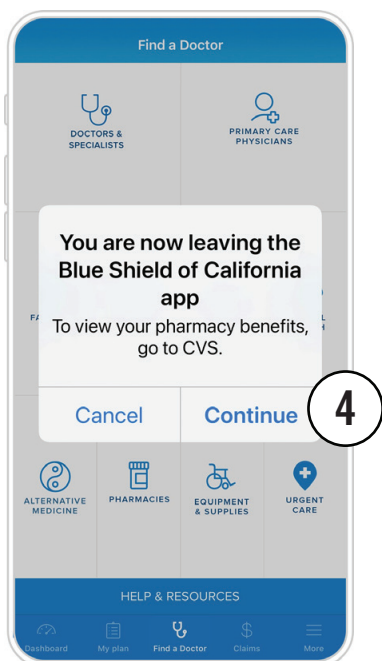 Find a Doctor
DOCTORS &
SPECIALISTS
PRIMARY CARE
PHYSICIANS
You are now leaving the
Blue Shield of California
app
To view your pharmacy benefits,
go to CVS.
Cancel
Continue
4
ALTERNATIVE
MEDICINE
PHARMACIES
EQUIPMENT
& SUPPLIES
URGENT
CARE
HELP & RESOURCES
Dashboard
My plan
Find a Doctor
Claims
More